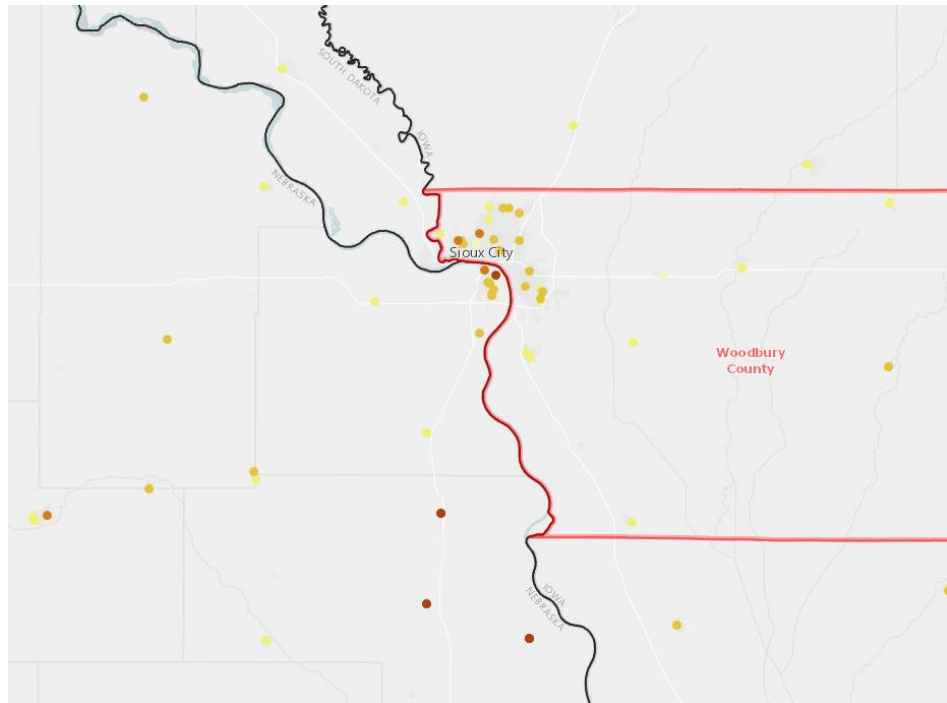 SOUTH DAKOTA
IOWA
NEBRASKA
Sioux City
Woodbury
County
IOWA
NEBRASKA